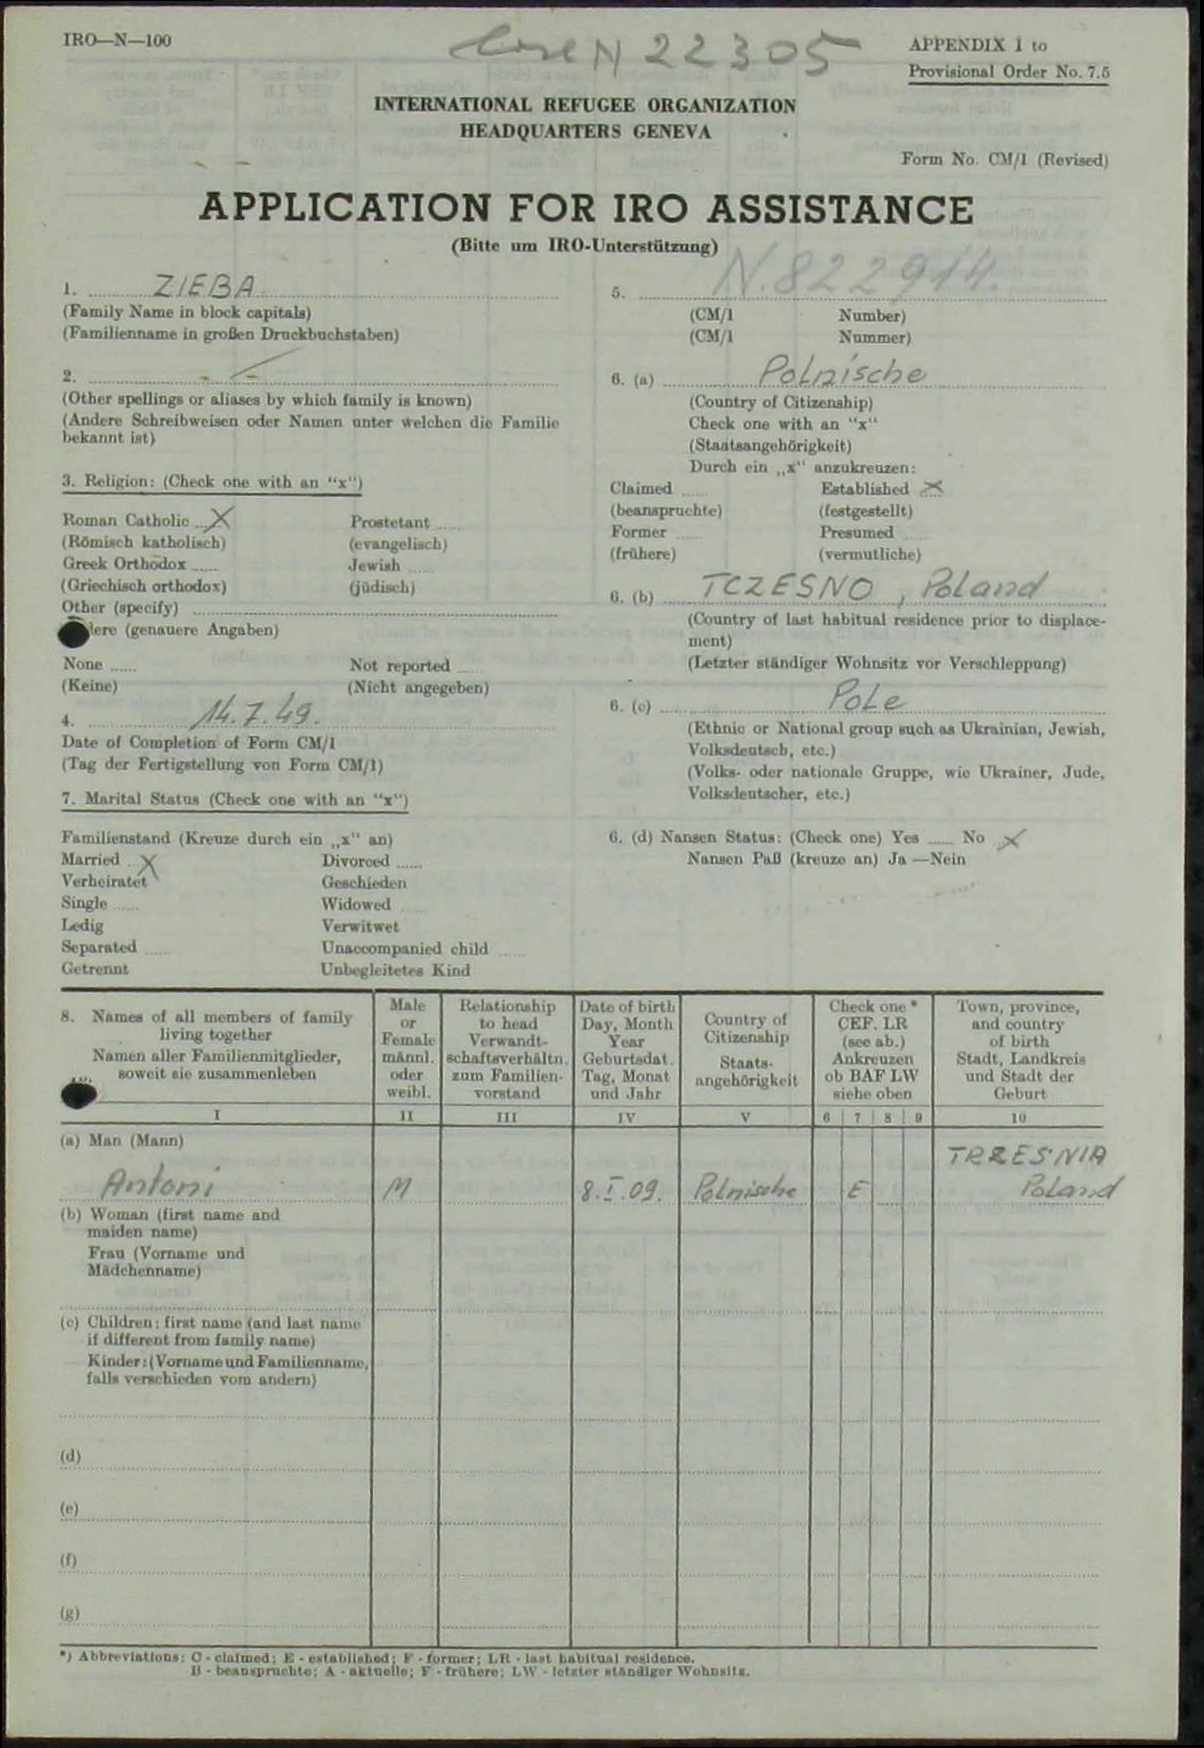 IRO—N—100
Case N 22305
APPENDIX 1 to
Provisional Order No. 7.5
INTERNATIONAL REFUGEE ORGANIZATION
HEADQUARTERS GENEVA
Form No. CM/1 (Revised)
APPLICATION FOR IRO ASSISTANCE
(Bitte um IRO-Unterstützung)
1. ZIEBA
(Family Name in block capitals)
(Familienname in großen Druckbuchstaben)
2. -
(Other spellings or aliases by which family is known)
(Andere Schreibweisen oder Namen unter welchen die Familie
bekannt ist)
3. Religion: (Check one with an “x“)
Roman Catholic X Prostetant
(Römisch katholisch) (evangelisch)
Greek Orthodox Jewish
(Griechisch orthodox) (jüdisch)
Other (specify)
dere (genauere Angaben)
None Not reported
(Keine) (Nicht angegeben)
4. 14.7.49.
Date of Completion of Form CM/1
(Tag der Fertigstellung von Form CM/1)
7. Marital Status (Check one with an “x“)
Familienstand (Kreuze durch ein „x“ an)
Married X Divorced
Verheiratet Geschieden
Single Widowed
Ledig Verwitwet
Separated Unaccompanied child
Getrennt Unbegleitetes Kind
5. N. 822914.
(CM/1 Number)
(CM/1 Nummer)
6. (a) Polnische
(Country of Citizenship)
Check one with an “x“
(Staatsangehörigkeit)
Durch ein „x“ anzukreuzen:
Claimed Established X
(beanspruchte) (festgestellt)
Former Presumed
(frühere) (vermutliche)
6. (b) TCZESNO, Poland
(Country of last habitual residence prior to displace-
ment)
(Letzter ständiger Wohnsitz vor Verschleppung)
6. (c) Pole
(Ethnic or National group such as Ukrainian, Jewish,
Volksdeutsch, etc.)
(Volks- oder nationale Gruppe, wie Ukrainer, Jude,
Volksdeutscher, etc.)
6. (d) Nansen Status: (Check one) Yes No X
Nansen Paß (kreuze an) Ja —Nein
8. Names of all members of family
living together
Namen aller Familienmitglieder,
soweit sie zusammenleben
Male
or
Female
männl.
oder
weibl.
Relationship
to head
Verwandt-
schaftsverhältn.
zum Familien-
vorstand
Date of birth
Day, Month
Year
Geburtsdat.
Tag, Monat
und Jahr
Country of
Citizenship
Staats-
angehörigkeit
Check one *
CEF. LR
(see ab.)
Ankreuzen
ob BAF LW
siehe oben
Town, province,
and country
of birth
Stadt, Landkreis
und Stadt der
Geburt
I II III IV V 6 7 8 9 10
(a) Man (Mann) TRZEŚNIA
Antoni M 8.I.09. Polnische E Poland
(b) Woman (first name and
maiden name)
Frau (Vorname und
Mädchenname)
(c) Children: first name (and last name
if different from family name)
Kinder: (Vorname und Familienname,
falls verschieden vom andern)
(d)
(e)
(f)
(g)
*) Abbreviations: C - claimed; E - established; F - former; LR - last habitual residence.
B - beanspruchte; A - aktuelle; F - frühere; LW - letzter ständiger Wohnsitz.